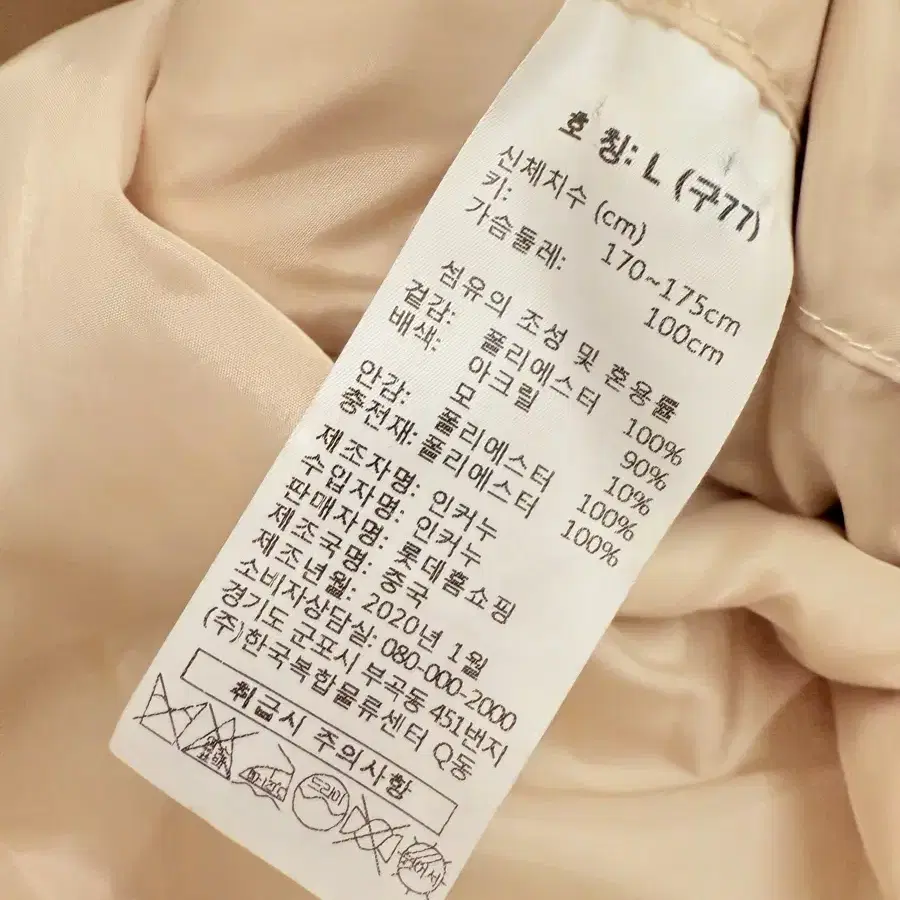 호 칭: L (구77)
신체치수 (cm)
키: 170~175cm
가슴둘레: 100cm
섬유의 조성 및 혼용률
겉감: 폴리에스터 100%
배색: 아크릴 90%
모 10%
안감: 폴리에스터 100%
충전재: 폴리에스터 100%
제조자명: 인커누
수입자명: 인커누
판매자명: 롯데홈쇼핑
제조국명: 중국
제조년월: 2020년 1월
소비자상담실: 080-000-2000
경기도 군포시 부곡동 451번지
(주)한국복합물류센터 Q동
취급시 주의사항
드라이